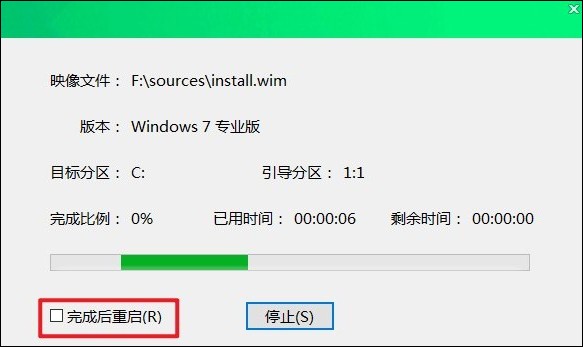 映像文件： F:\sources\install.wim
版本： Windows 7 专业版
目标分区： C: 引导分区： 1:1
完成比例： 0% 已用时间： 00:00:06 剩余时间： 00:00:00
完成后重启(R) 停止(S)